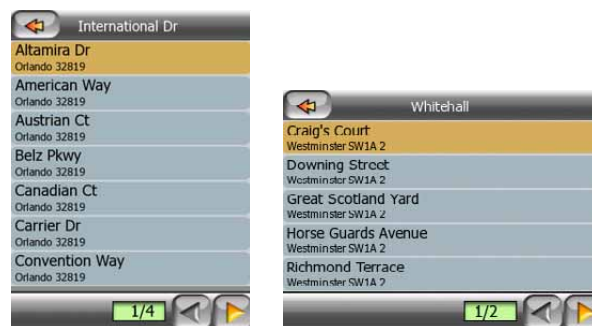 International Dr
Altamira Dr
Orlando 32819
American Way
Orlando 32819
Austrian Ct
Orlando 32819
Belz Pkwy
Orlando 32819
Canadian Ct
Orlando 32819
Carrier Dr
Orlando 32819
Convention Way
Orlando 32819
1/4
Whitehall
Craig's Court
Westminster SW1A 2
Downing Street
Westminster SW1A 2
Great Scotland Yard
Westminster SW1A 2
Horse Guards Avenue
Westminster SW1A 2
Richmond Terrace
Westminster SW1A 2
1/2